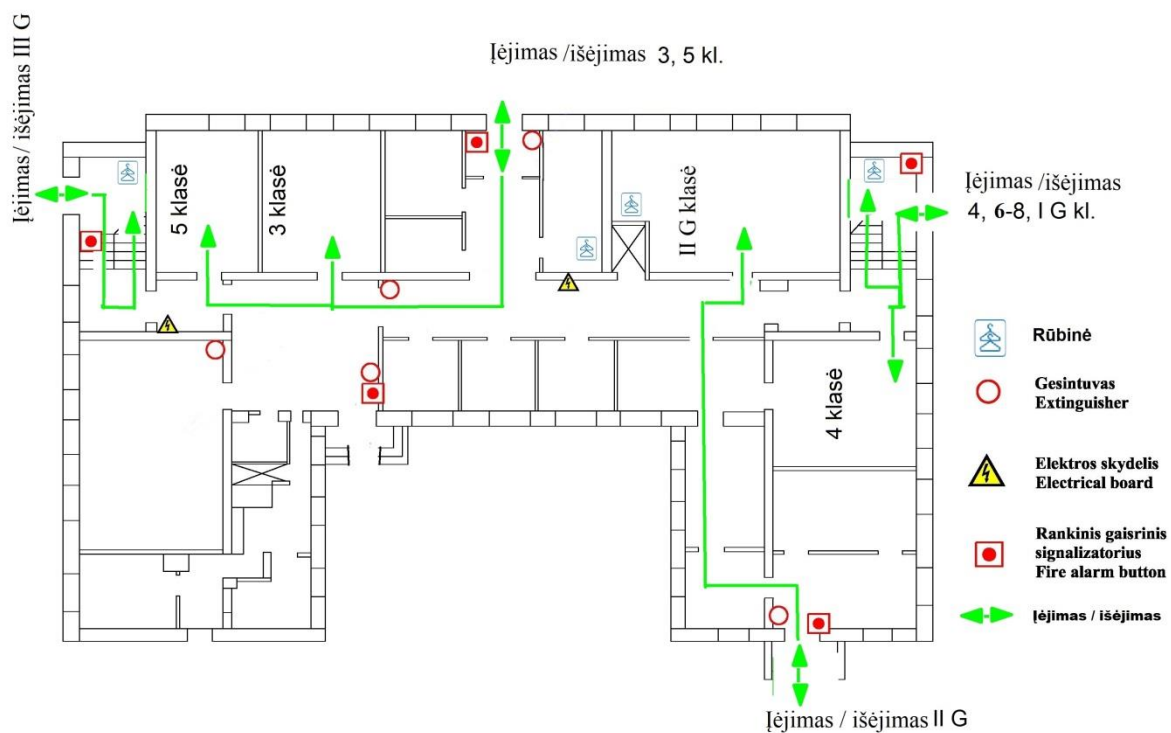 Įėjimas / išėjimas III G
Įėjimas /išėjimas 3, 5 kl.
5 klasė
3 klasė
II G klasė
Įėjimas /išėjimas
4, 6-8, I G kl.
4 klasė
Rūbinė
Gesintuvas
Extinguisher
Elektros skydelis
Electrical board
Rankinis gaisrinis
signalizatorius
Fire alarm button
Įėjimas / išėjimas
Įėjimas / išėjimas II G